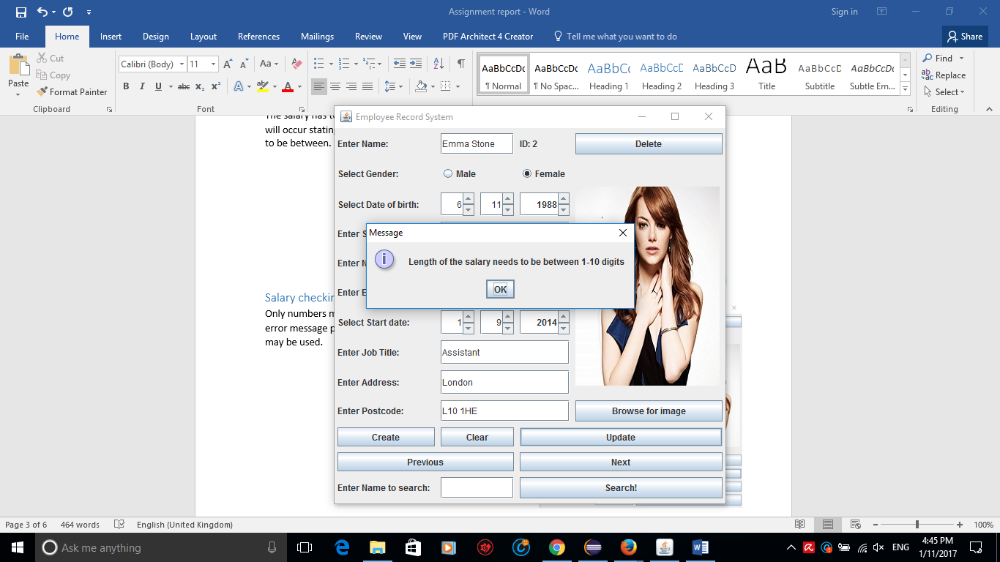 Assignment report - Word
Sign in
File Home Insert Design Layout References Mailings Review View PDF Architect 4 Creator Tell me what you want to do Share
Paste
Cut
Copy
Format Painter
Clipboard
Calibri (Body) 11
Aa
B I U abc x2 x2 A ab A
Font
AaBbCcDc AaBbCcDc AaBbCc AaBbCcD AaBbCcD AaB AaBbCcD AaBbCcDc
¶ Normal ¶ No Spac... Heading 1 Heading 2 Heading 3 Title Subtitle Subtle Em...
Find
Replace
Select
Editing
The salary has
will occur stating
to be between.
Salary checkin
Only numbers m
error message p
may be used.
Employee Record System
Enter Name: Emma Stone ID: 2 Delete
Select Gender: Male Female
Select Date of birth: 6 11 1988
Enter S
Enter N
Enter E
Message
Length of the salary needs to be between 1-10 digits
OK
Select Start date: 1 9 2014
Enter Job Title: Assistant
Enter Address: London
Enter Postcode: L10 1HE Browse for image
Create Clear Update
Previous Next
Enter Name to search: Search!
Page 3 of 6 464 words English (United Kingdom) 100%
Ask me anything
ENG
4:45 PM
1/11/2017